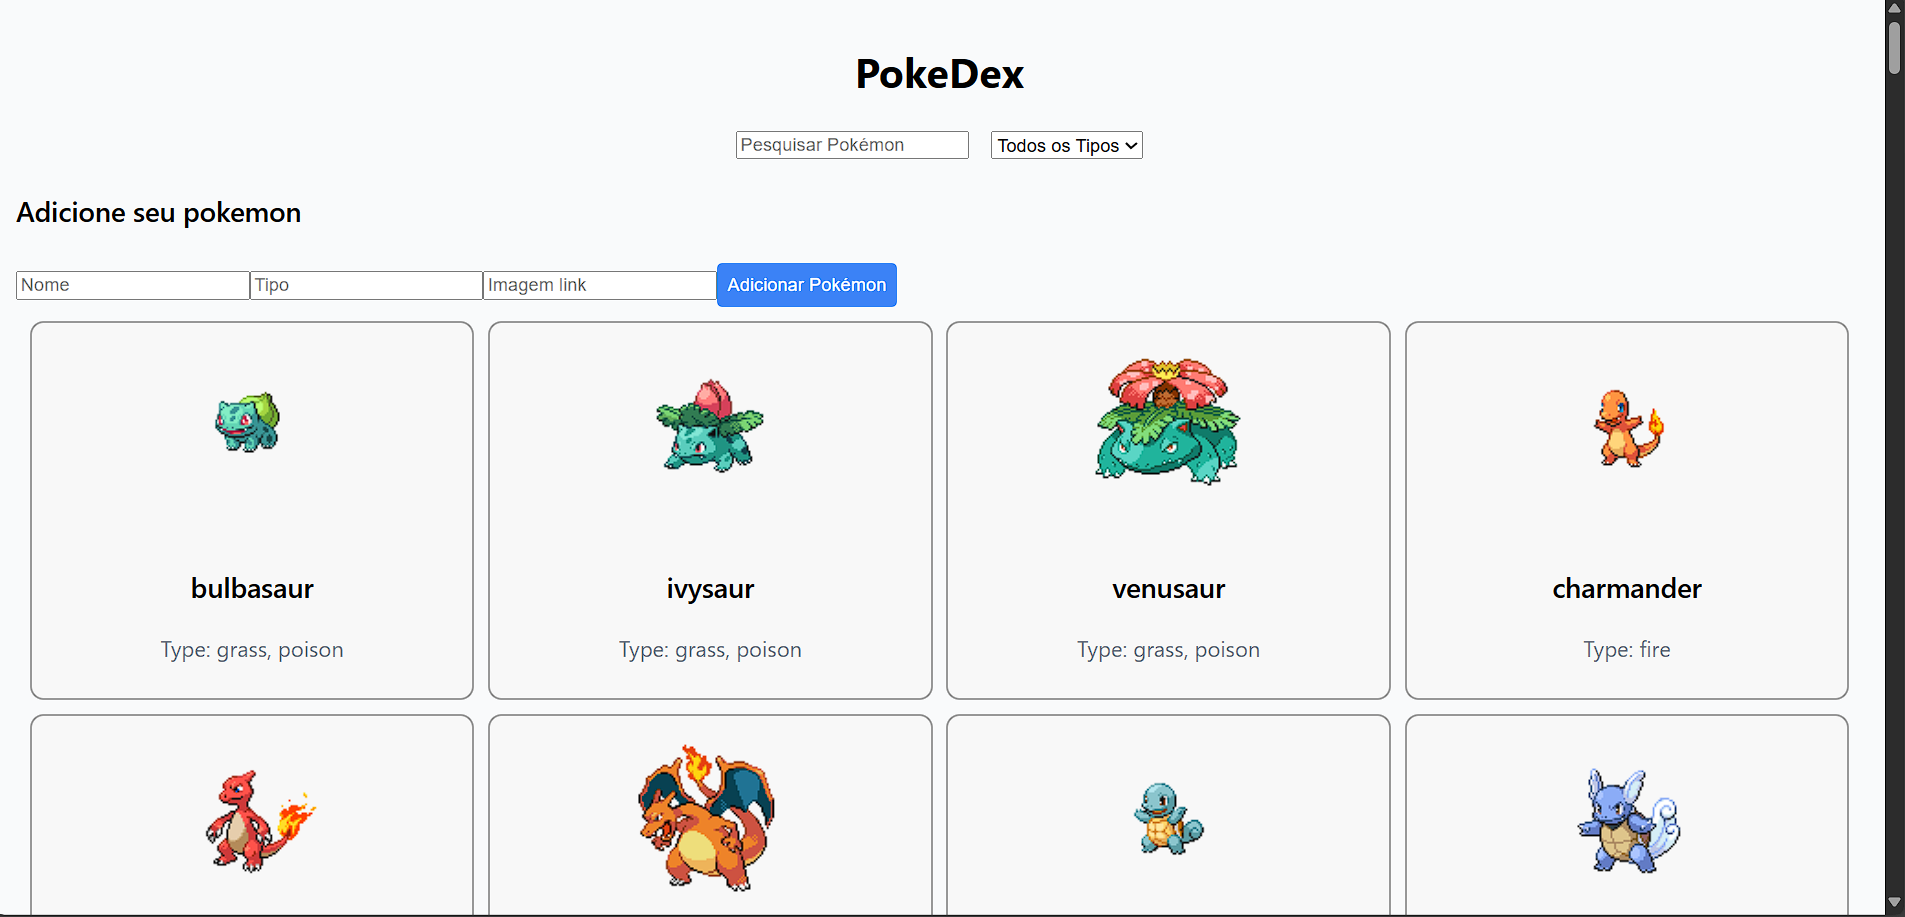 PokeDex
Pesquisar Pokémon Todos os Tipos
Adicione seu pokemon
Nome Tipo Imagem link Adicionar Pokémon
bulbasaur ivysaur venusaur charmander
Type: grass, poison Type: grass, poison Type: grass, poison Type: fire